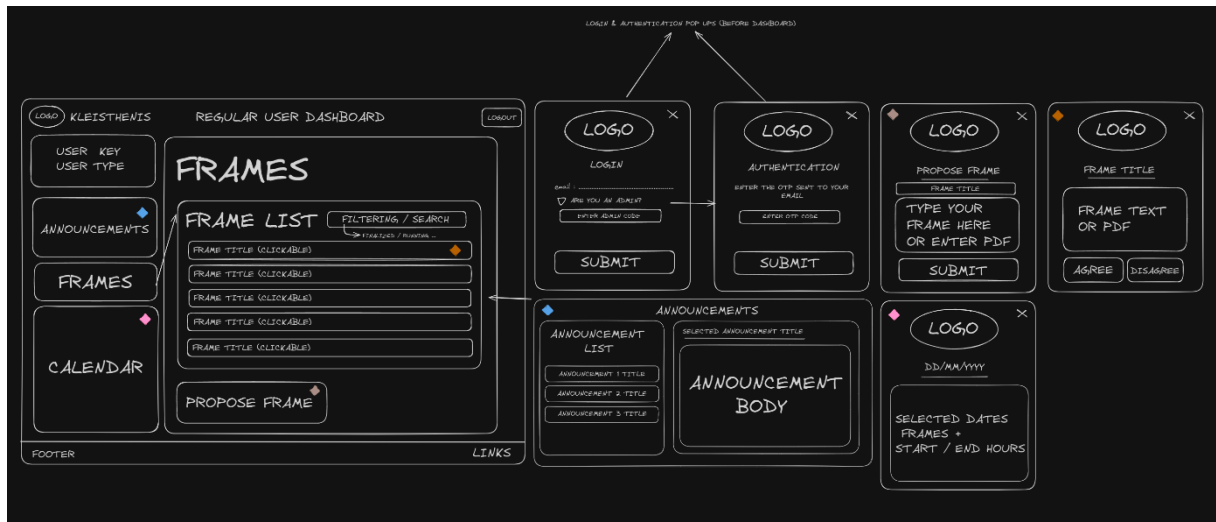 LOGIN & AUTHENTICATION POP UPS (BEFORE DASHBOARD)
LOGO KLEISTHENIS
REGULAR USER DASHBOARD
LOGOUT
USER KEY
USER TYPE
ANNOUNCEMENTS
FRAMES
CALENDAR
FRAMES
FRAME LIST
FILTERING / SEARCH
FRAME TITLE (CLICKABLE)
FRAME TITLE (CLICKABLE)
FRAME TITLE (CLICKABLE)
FRAME TITLE (CLICKABLE)
FRAME TITLE (CLICKABLE)
PROPOSE FRAME
FOOTER
LINKS
LOGO
LOGIN
email :
ARE YOU AN ADMIN?
ENTER ADMIN CODE
SUBMIT
LOGO
AUTHENTICATION
ENTER THE OTP SENT TO YOUR
EMAIL
ENTER OTP CODE
SUBMIT
LOGO
PROPOSE FRAME
FRAME TITLE
TYPE YOUR
FRAME HERE
OR ENTER PDF
SUBMIT
LOGO
FRAME TITLE
FRAME TEXT
OR PDF
AGREE
DISAGREE
ANNOUNCEMENTS
ANNOUNCEMENT
LIST
ANNOUNCEMENT 1 TITLE
ANNOUNCEMENT 2 TITLE
ANNOUNCEMENT 3 TITLE
SELECTED ANNOUNCEMENT TITLE
ANNOUNCEMENT
BODY
LOGO
DD/MM/YYYY
SELECTED DATES
FRAMES +
START / END HOURS